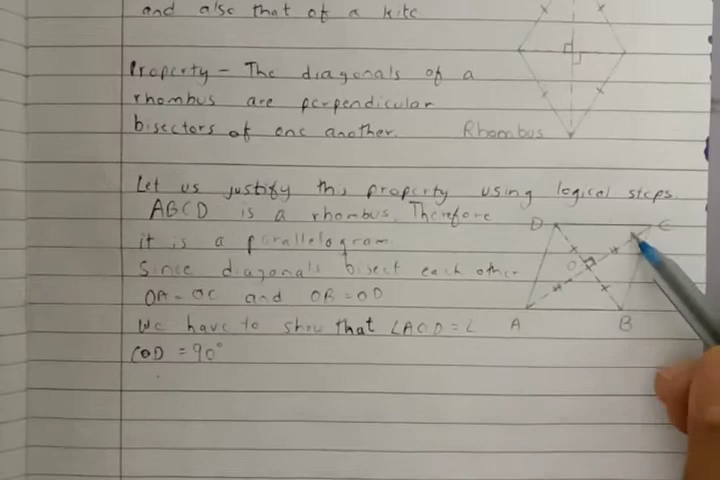 and also that of a kite
Property - The diagonals of a
rhombus are perpendicular
bisectors of one another.
Rhombus
Let us justify this property using logical steps.
ABCD is a rhombus. Therefore
it is a parallelogram.
Since diagonals bisect each other
OA = OC and OB = OD
We have to show that ∠AOD = ∠
COD = 90°
D C
O
A B